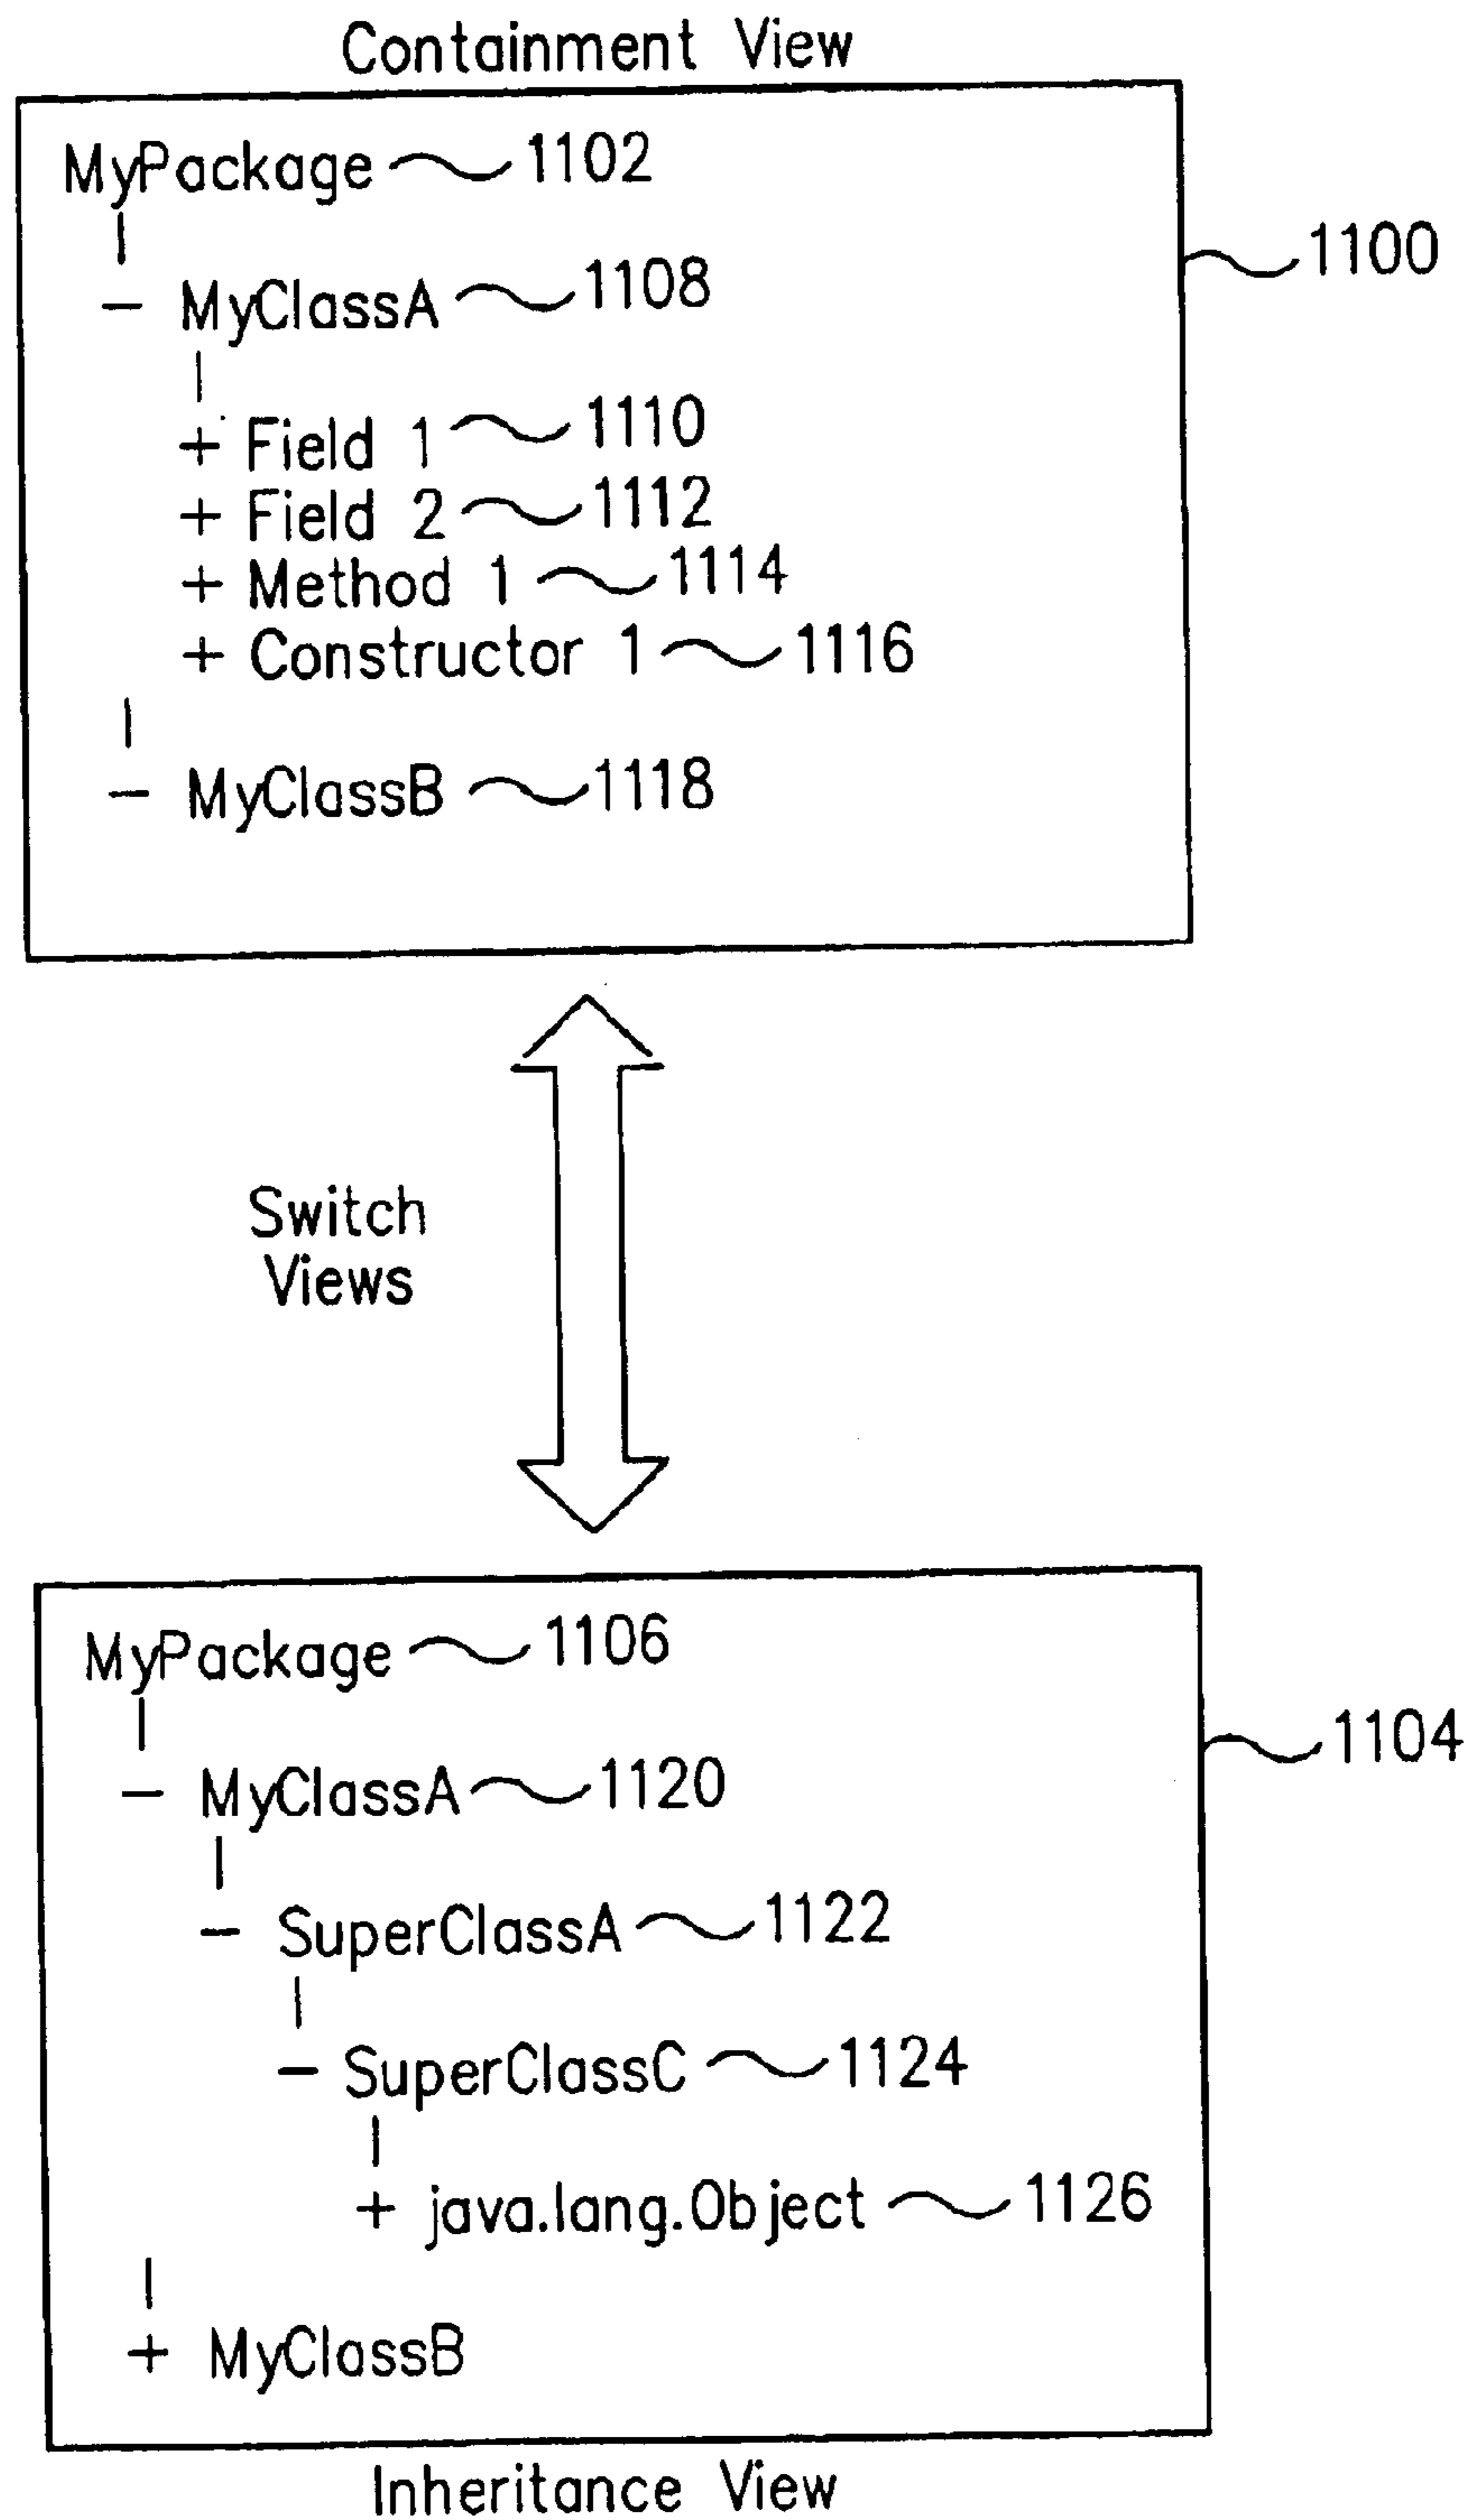 Containment View
MyPackage 1102
1100
- MyClassA 1108
+ Field 1 1110
+ Field 2 1112
+ Method 1 1114
+ Constructor 1 1116
- MyClassB 1118
Switch
Views
MyPackage 1106
1104
- MyClassA 1120
- SuperClassA 1122
- SuperClassC 1124
+ java.lang.Object 1126
+ MyClassB
Inheritance View